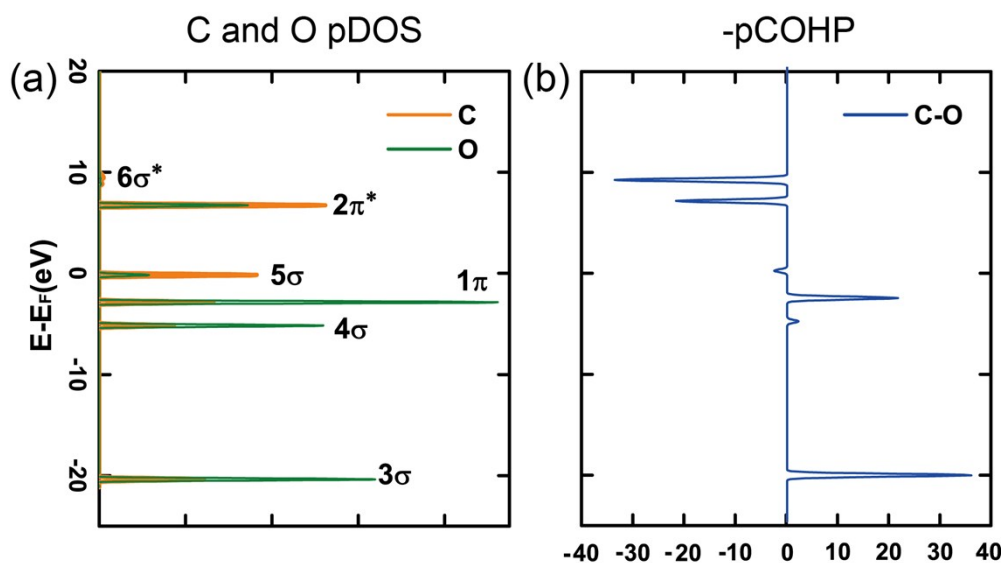 C and O pDOS
-pCOHP
(a)
(b)
20
10
0
-10
-20
E-EF(eV)
C
O
6σ*
2π*
5σ
1π
4σ
3σ
C-O
-40 -30 -20 -10 0 10 20 30 40